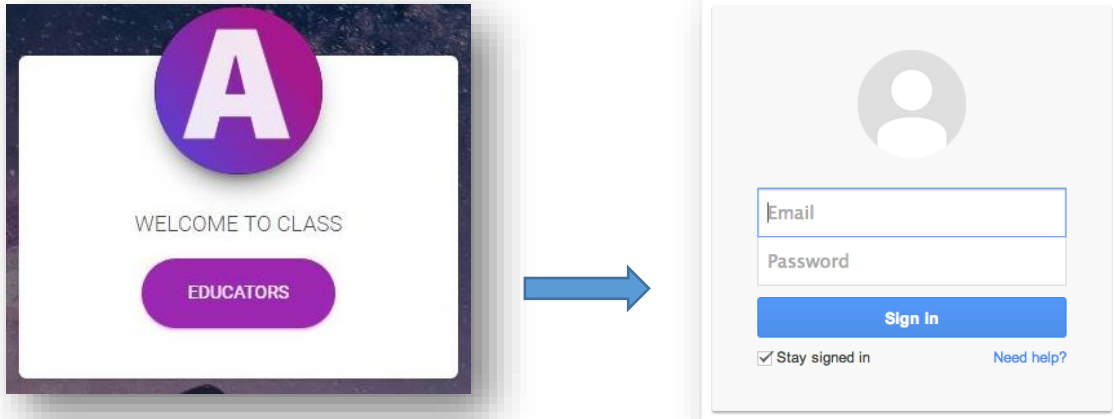 A
WELCOME TO CLASS
EDUCATORS
Email
Password
Sign in
Stay signed in
Need help?